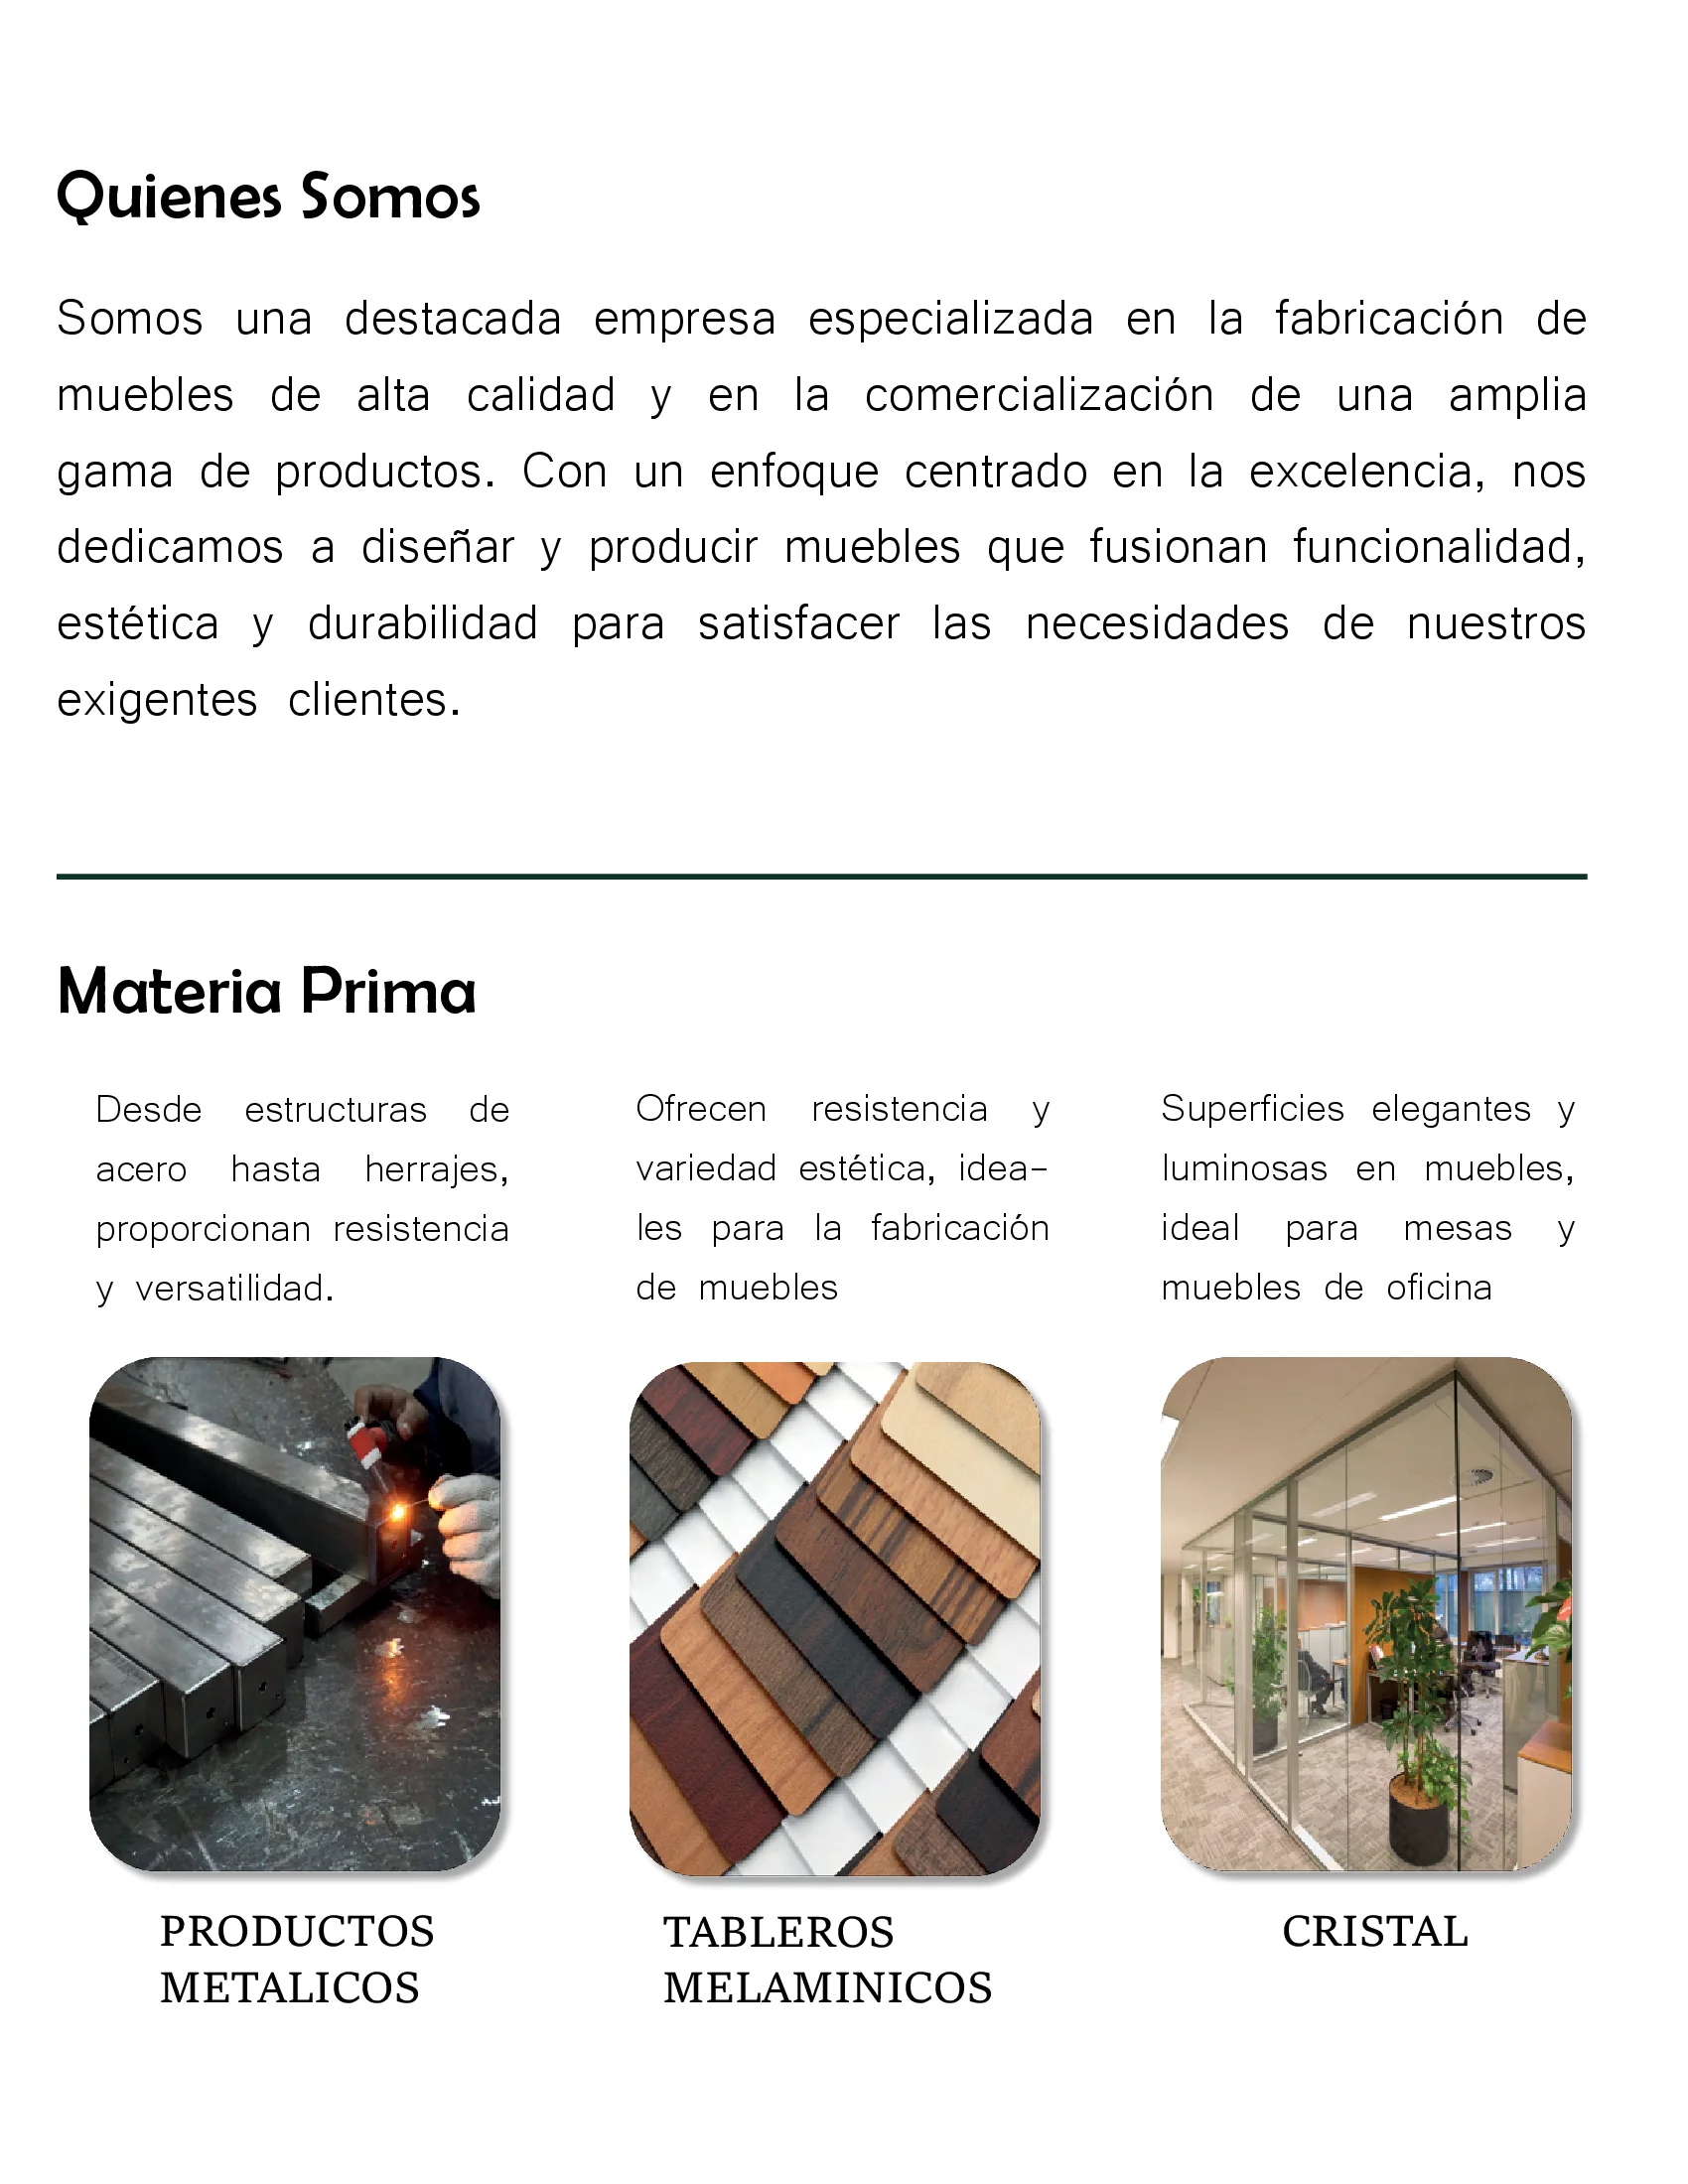 Quienes Somos
Somos una destacada empresa especializada en la fabricación de
muebles de alta calidad y en la comercialización de una amplia
gama de productos. Con un enfoque centrado en la excelencia, nos
dedicamos a diseñar y producir muebles que fusionan funcionalidad,
estética y durabilidad para satisfacer las necesidades de nuestros
exigentes clientes.
Materia Prima
Desde estructuras de
acero hasta herrajes,
proporcionan resistencia
y versatilidad.
Ofrecen resistencia y
variedad estética, idea-
les para la fabricación
de muebles
Superficies elegantes y
luminosas en muebles,
ideal para mesas y
muebles de oficina
PRODUCTOS
METALICOS
TABLEROS
MELAMINICOS
CRISTAL